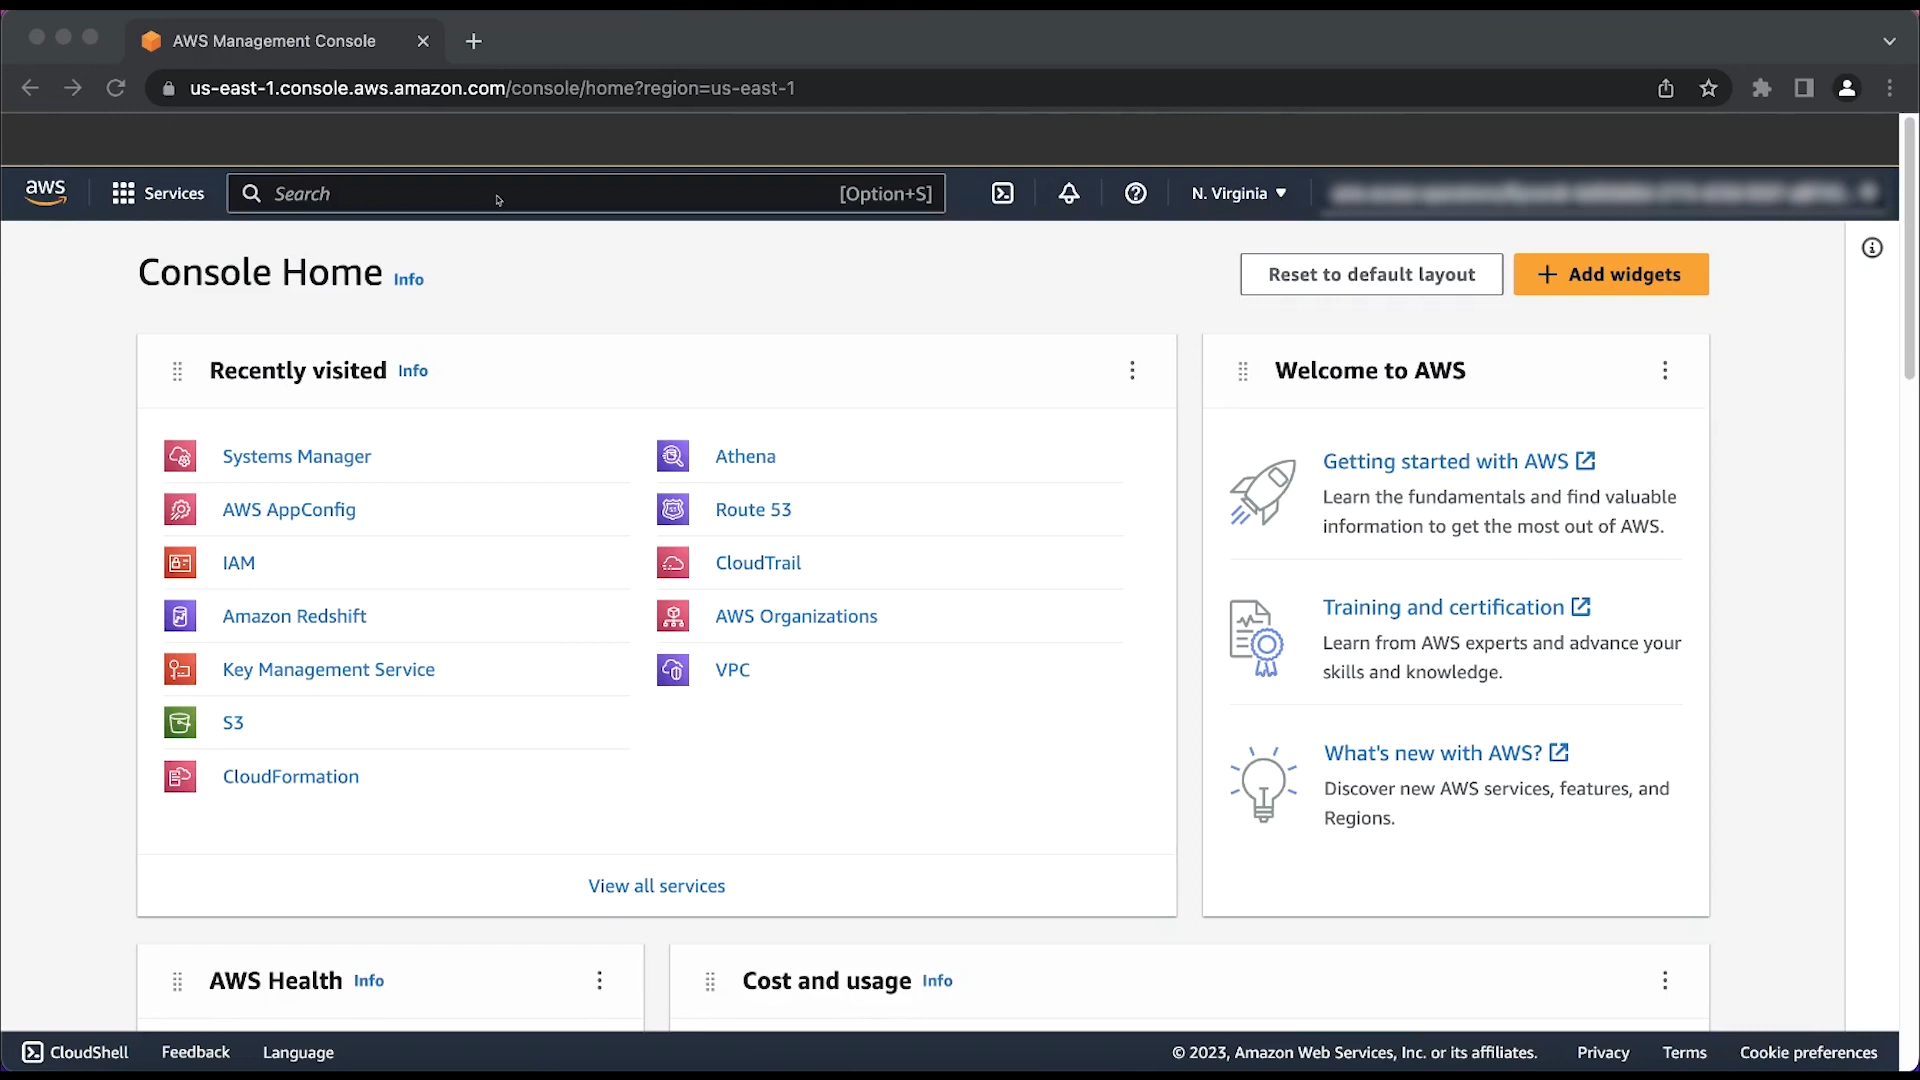 AWS Management Console
us-east-1.console.aws.amazon.com/console/home?region=us-east-1
aws Services Search [Option+S] N. Virginia
Console Home Info
Reset to default layout
Add widgets
Recently visited Info
Systems Manager
AWS AppConfig
IAM
Amazon Redshift
Key Management Service
S3
CloudFormation
Athena
Route 53
CloudTrail
AWS Organizations
VPC
View all services
Welcome to AWS
Getting started with AWS
Learn the fundamentals and find valuable
information to get the most out of AWS.
Training and certification
Learn from AWS experts and advance your
skills and knowledge.
What's new with AWS?
Discover new AWS services, features, and
Regions.
AWS Health Info
Cost and usage Info
CloudShell Feedback Language © 2023, Amazon Web Services, Inc. or its affiliates. Privacy Terms Cookie preferences